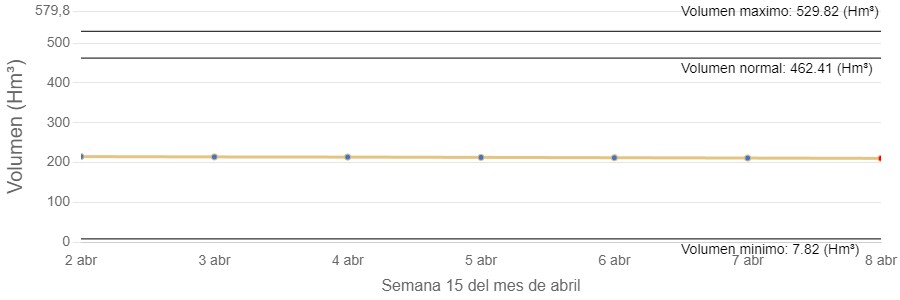 579,8
Volumen maximo: 529.82 (Hm³)
500
Volumen normal: 462.41 (Hm³)
400
300
200
100
0
Volumen (Hm³)
Volumen minimo: 7.82 (Hm³)
2 abr 3 abr 4 abr 5 abr 6 abr 7 abr 8 abr
Semana 15 del mes de abril